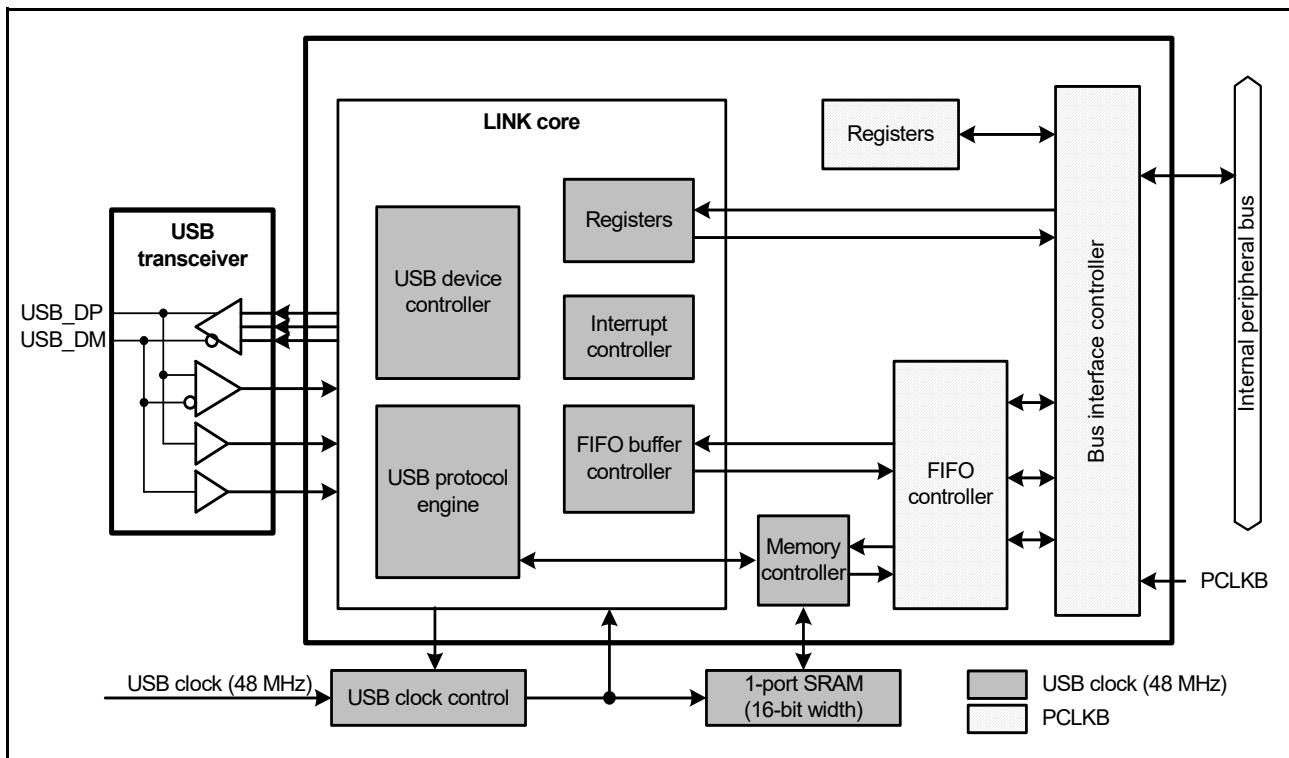 LINK core
Registers
USB
transceiver
Registers
USB device
controller
USB_DP
USB_DM
Interrupt
controller
Bus interface controller
Internal peripheral bus
FIFO buffer
controller
FIFO
controller
USB protocol
engine
Memory
controller
PCLKB
USB clock (48 MHz)
USB clock control
1-port SRAM
(16-bit width)
USB clock (48 MHz)
PCLKB